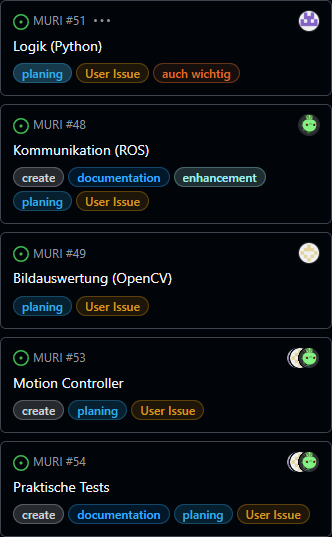 MURI #51 ···
Logik (Python)
planing User Issue auch wichtig
MURI #48
Kommunikation (ROS)
create documentation enhancement
planing User Issue
MURI #49
Bildauswertung (OpenCV)
planing User Issue
MURI #53
Motion Controller
create planing User Issue
MURI #54
Praktische Tests
create documentation planing User Issue